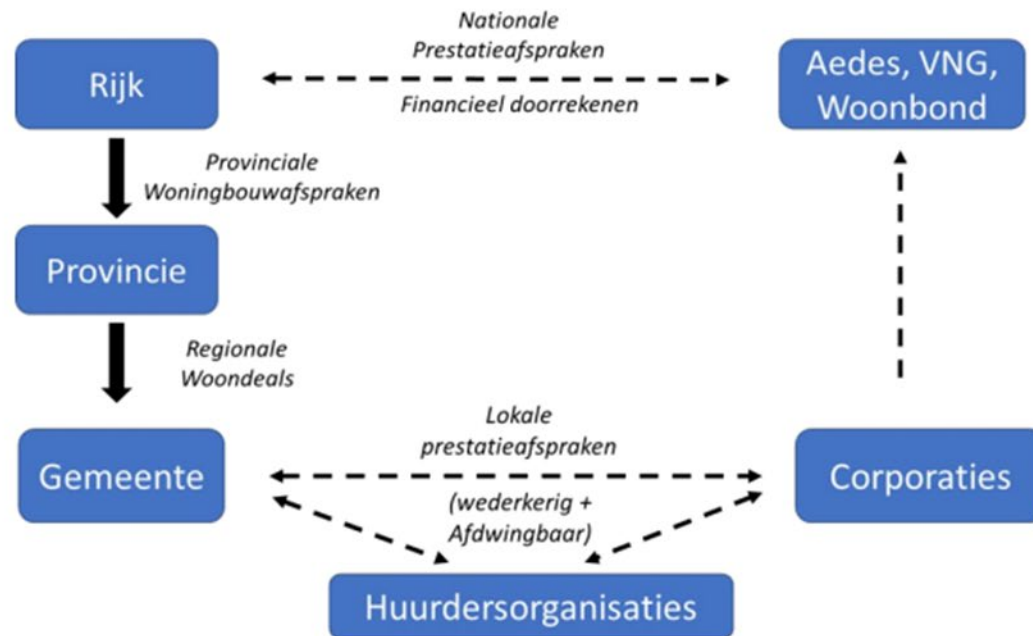 Nationale
Prestatieafspraken
Rijk
Aedes, VNG,
Woonbond
Financieel doorrekenen
Provinciale
Woningbouwafspraken
Provincie
Regionale
Woondeals
Lokale
prestatieafspraken
Gemeente
Corporaties
(wederkerig +
Afdwingbaar)
Huurdersorganisaties